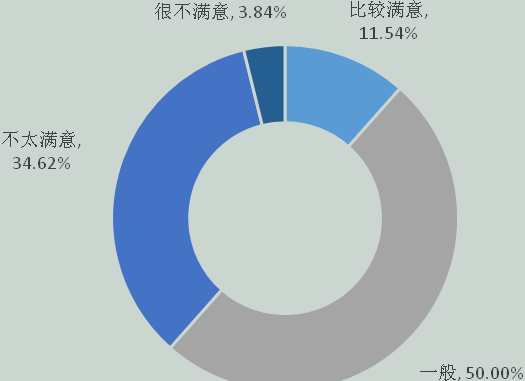 很不满意, 3.84%
比较满意,
11.54%
不太满意,
34.62%
一般, 50.00%